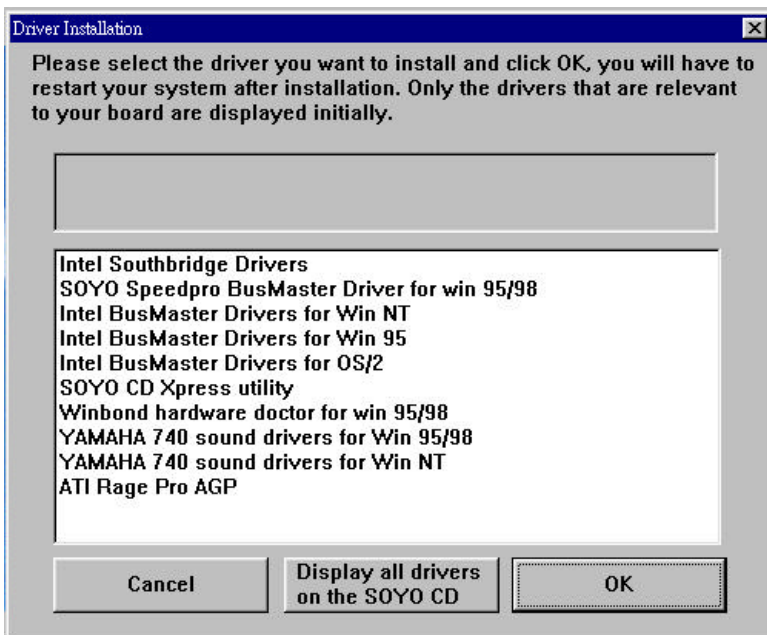 Driver Installation
Please select the driver you want to install and click OK, you will have to
restart your system after installation. Only the drivers that are relevant
to your board are displayed initially.
Intel Southbridge Drivers
SOYO Speedpro BusMaster Driver for win 95/98
Intel BusMaster Drivers for Win NT
Intel BusMaster Drivers for Win 95
Intel BusMaster Drivers for OS/2
SOYO CD Xpress utility
Winbond hardware doctor for win 95/98
YAMAHA 740 sound drivers for Win 95/98
YAMAHA 740 sound drivers for Win NT
ATI Rage Pro AGP
Cancel
Display all drivers
on the SOYO CD
OK